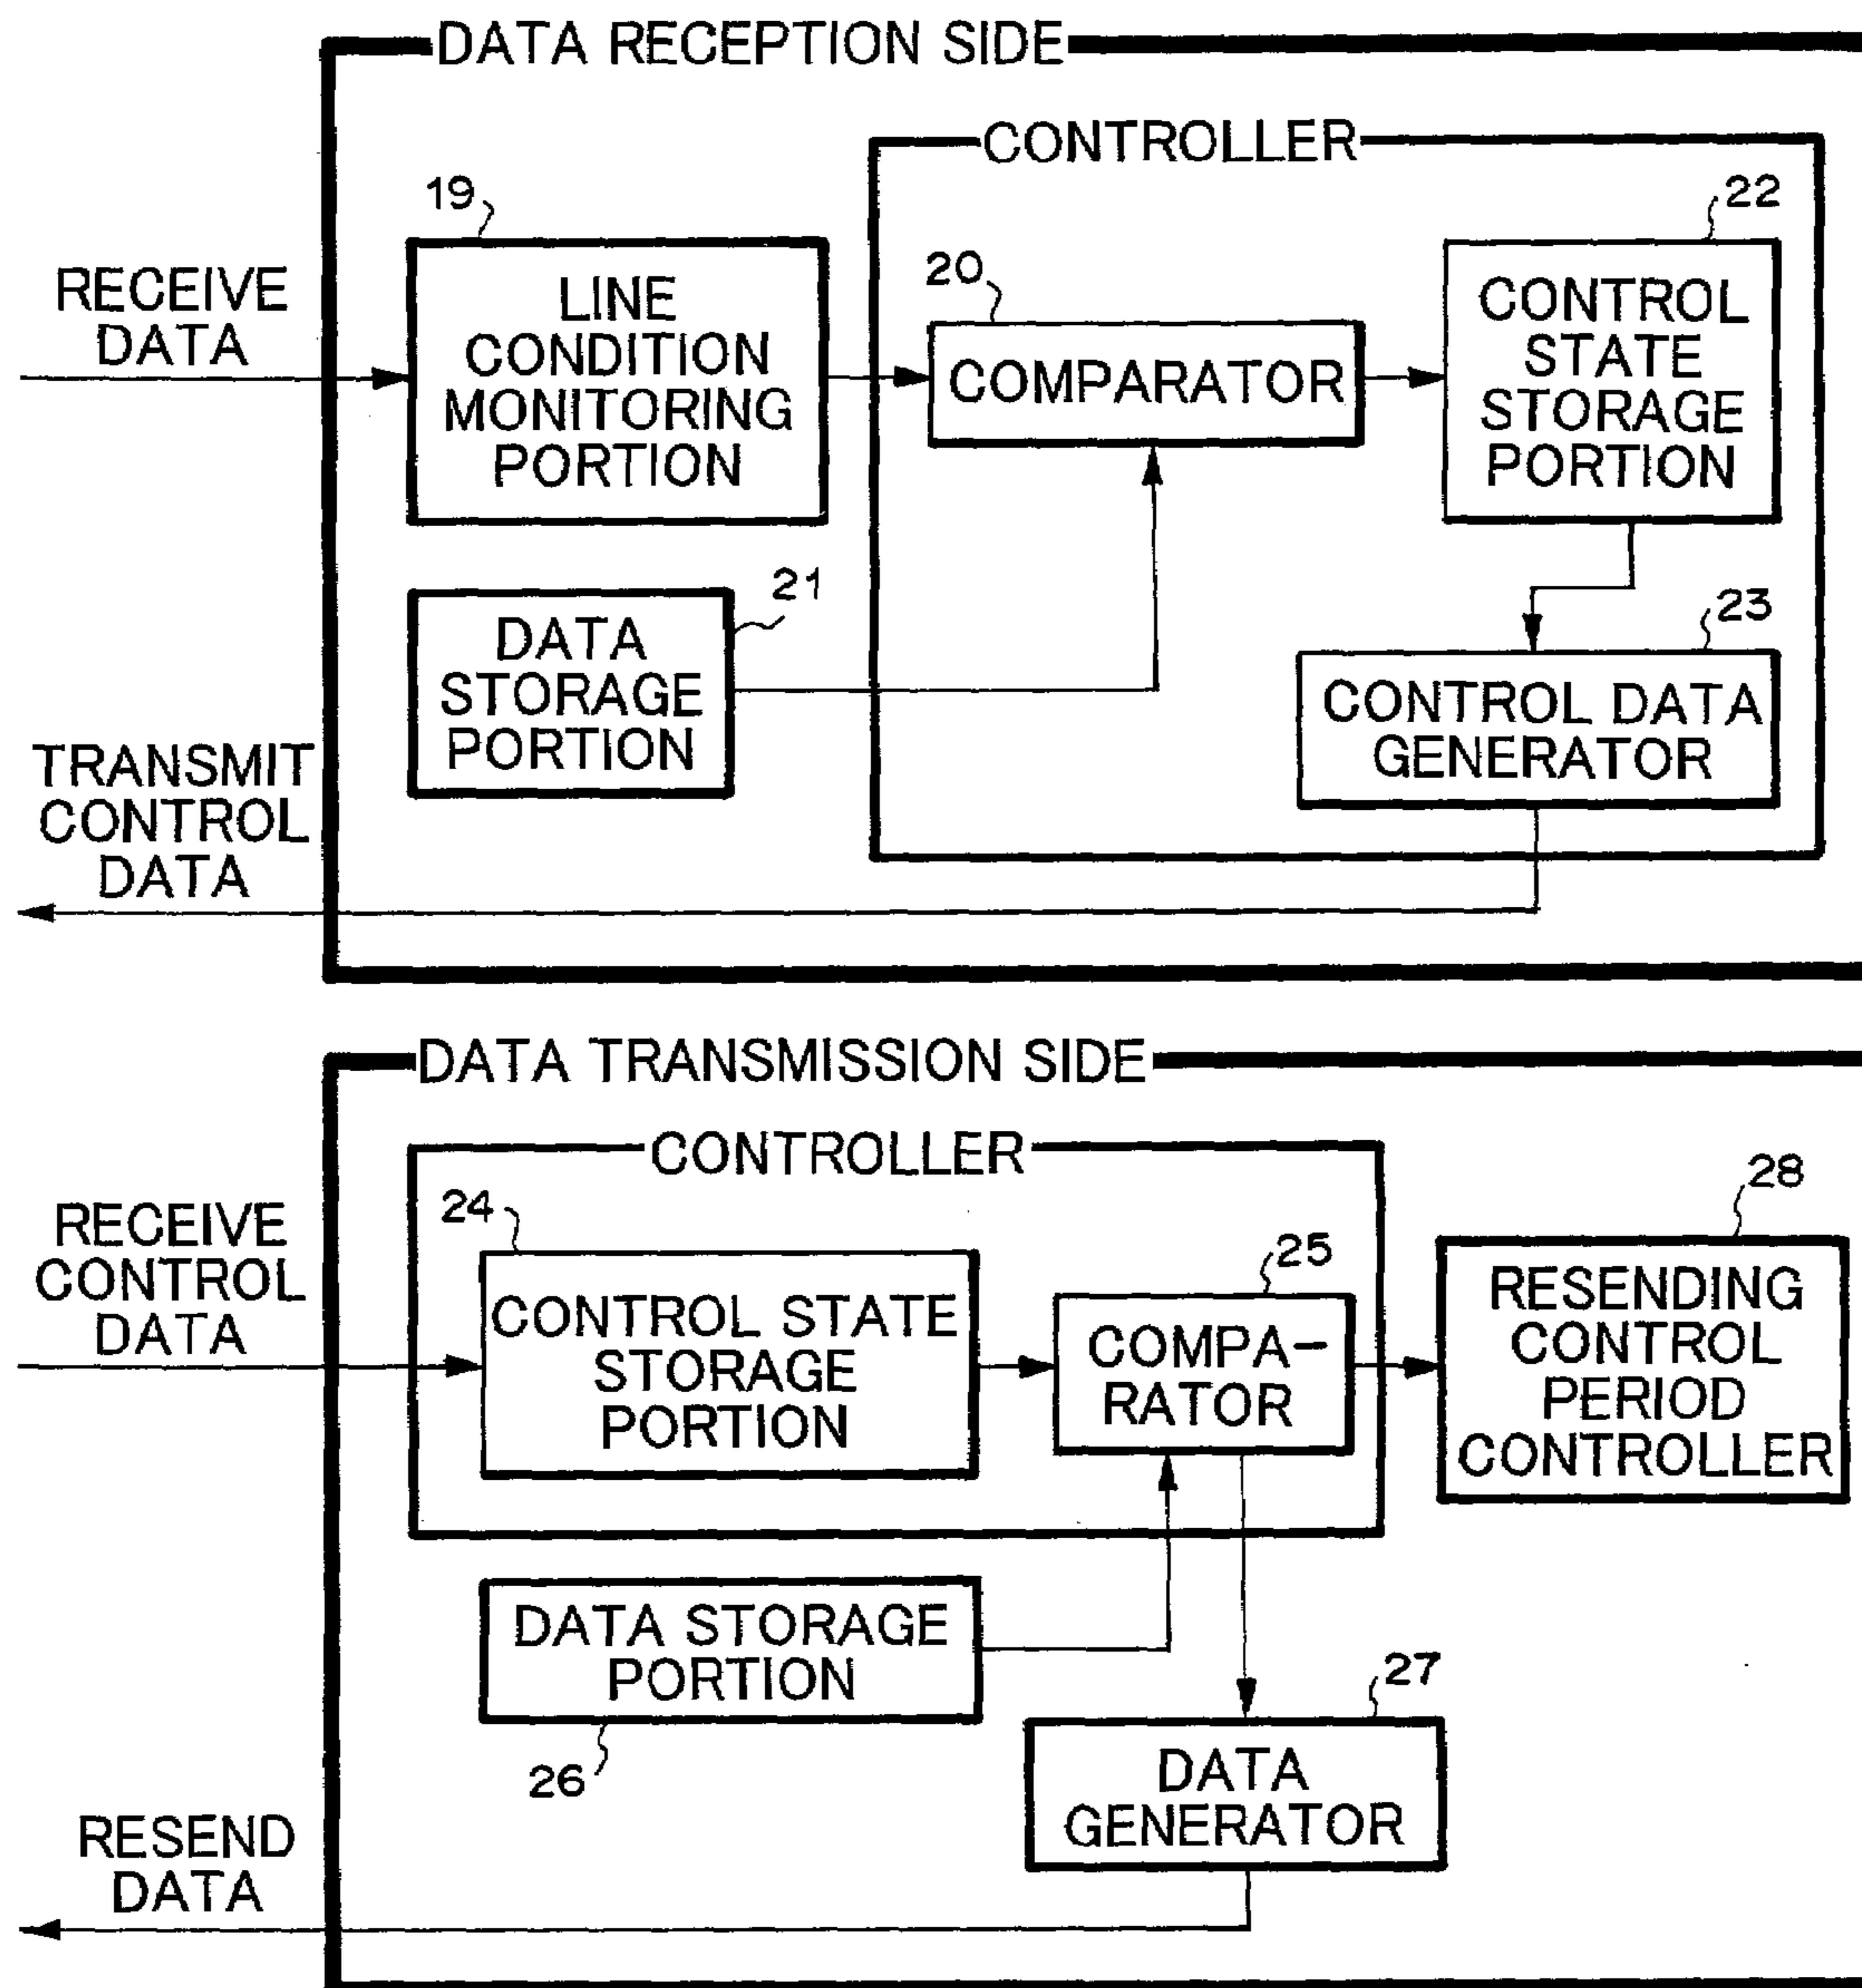 DATA RECEPTION SIDE
CONTROLLER
19
RECEIVE
DATA
LINE
CONDITION
MONITORING
PORTION
20
COMPARATOR
22
CONTROL
STATE
STORAGE
PORTION
21
DATA
STORAGE
PORTION
23
CONTROL DATA
GENERATOR
TRANSMIT
CONTROL
DATA
DATA TRANSMISSION SIDE
CONTROLLER
RECEIVE
CONTROL
DATA
24
CONTROL STATE
STORAGE
PORTION
25
COMPA-
RATOR
28
RESENDING
CONTROL
PERIOD
CONTROLLER
DATA STORAGE
PORTION
26
27
DATA
GENERATOR
RESEND
DATA